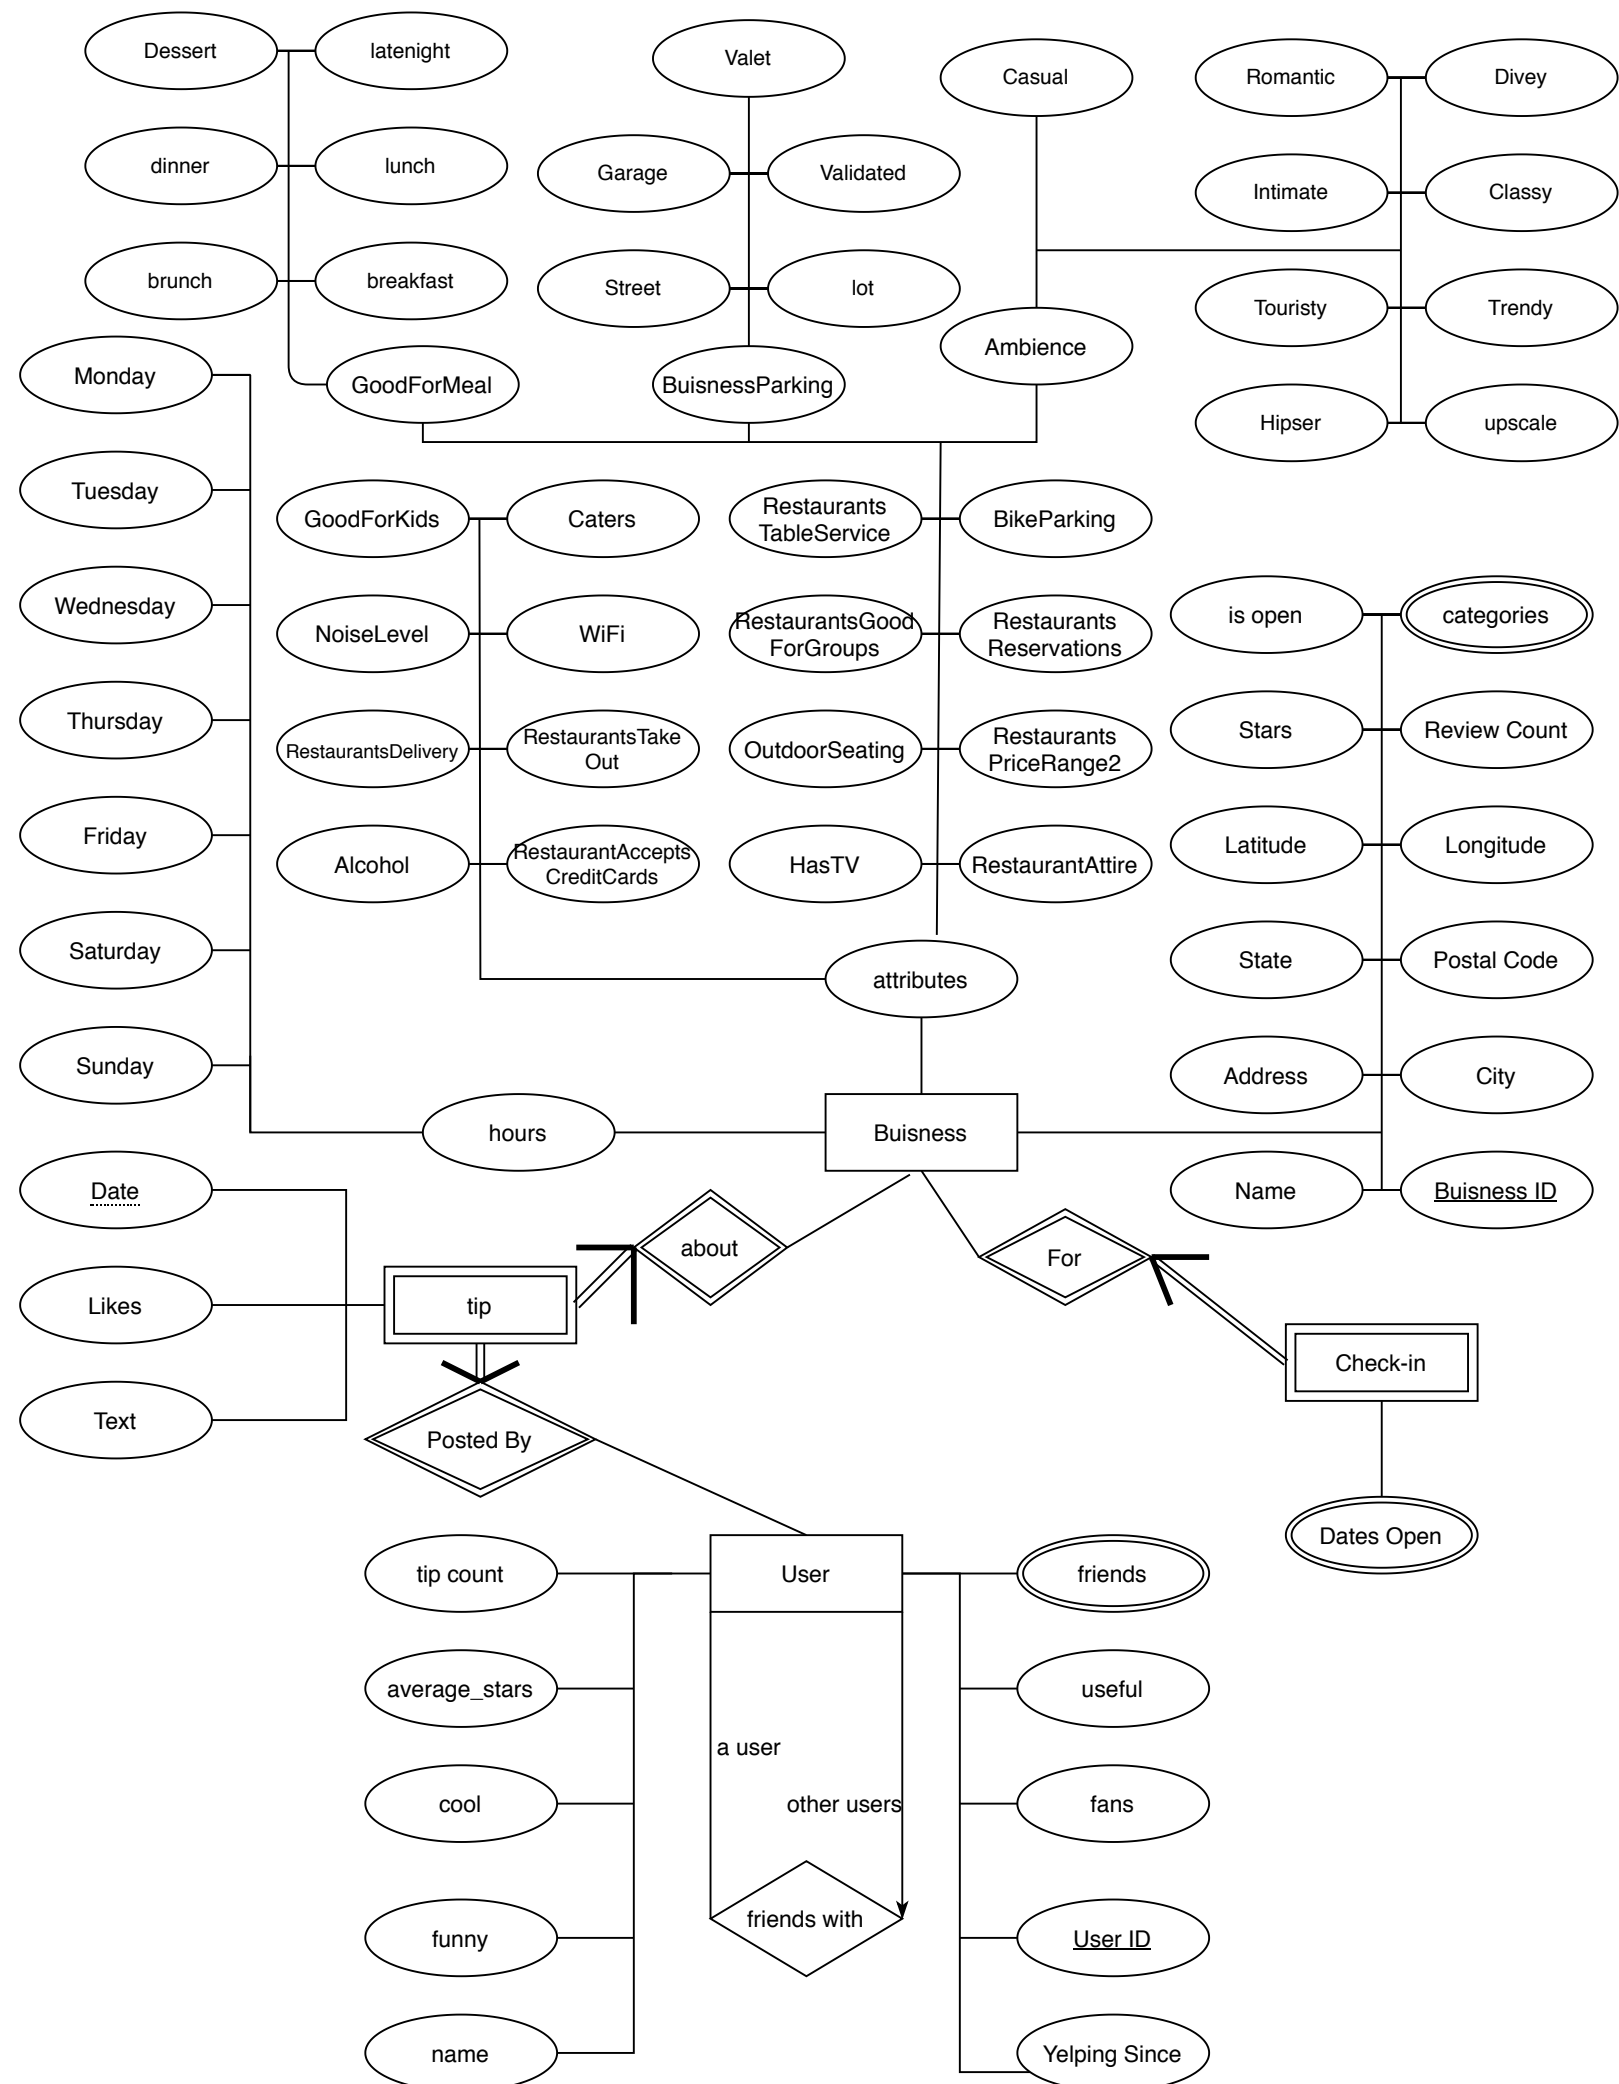 Dessert
latenight
Valet
Casual
Romantic
Divey
dinner
lunch
Garage
Validated
Intimate
Classy
brunch
breakfast
Street
lot
Touristy
Trendy
Ambience
Monday
GoodForMeal
BuisnessParking
Hipser
upscale
Tuesday
GoodForKids
Caters
Restaurants
TableService
BikeParking
Wednesday
NoiseLevel
WiFi
RestaurantsGood
ForGroups
Restaurants
Reservations
is open
categories
Thursday
RestaurantsDelivery
RestaurantsTake
Out
OutdoorSeating
Restaurants
PriceRange2
Stars
Review Count
Friday
Alcohol
RestaurantAccepts
CreditCards
HasTV
RestaurantAttire
Latitude
Longitude
Saturday
attributes
State
Postal Code
Sunday
Address
City
hours
Buisness
Date
Name
Buisness ID
about
For
Likes
tip
Check-in
Text
Posted By
Dates Open
tip count
User
friends
average_stars
useful
a user
cool
other users
fans
funny
friends with
User ID
name
Yelping Since